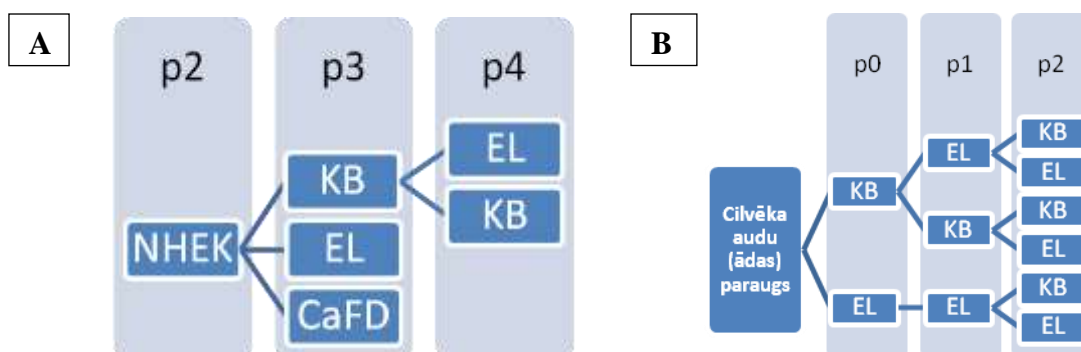 A
p2
p3
p4
NHEK
KB
EL
CaFD
EL
KB
B
p0
p1
p2
Cilvēka
audu
(ādas)
paraugs
KB
EL
EL
KB
EL
KB
EL
KB
EL
KB
EL